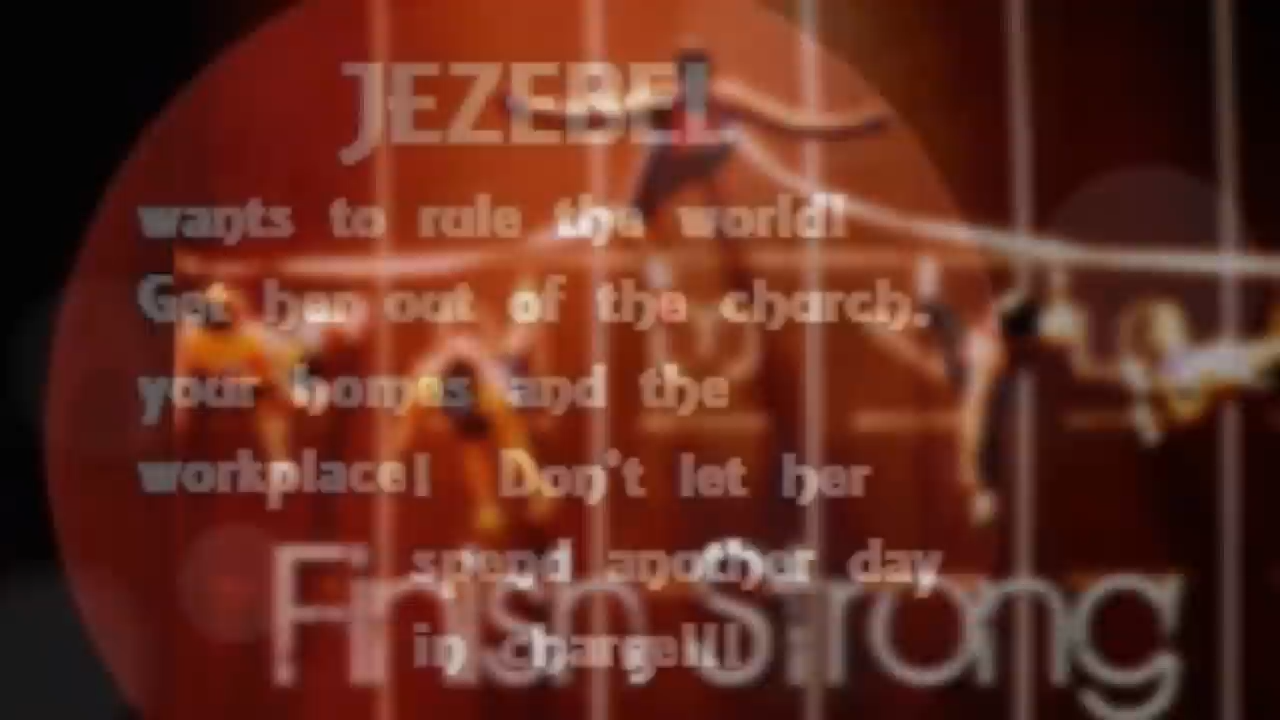 JEZEBEL
wants to rule the world!
Get her out of the church,
your homes and the
workplace! Don't let her
spend another day
in charge!!!
Finish Strong